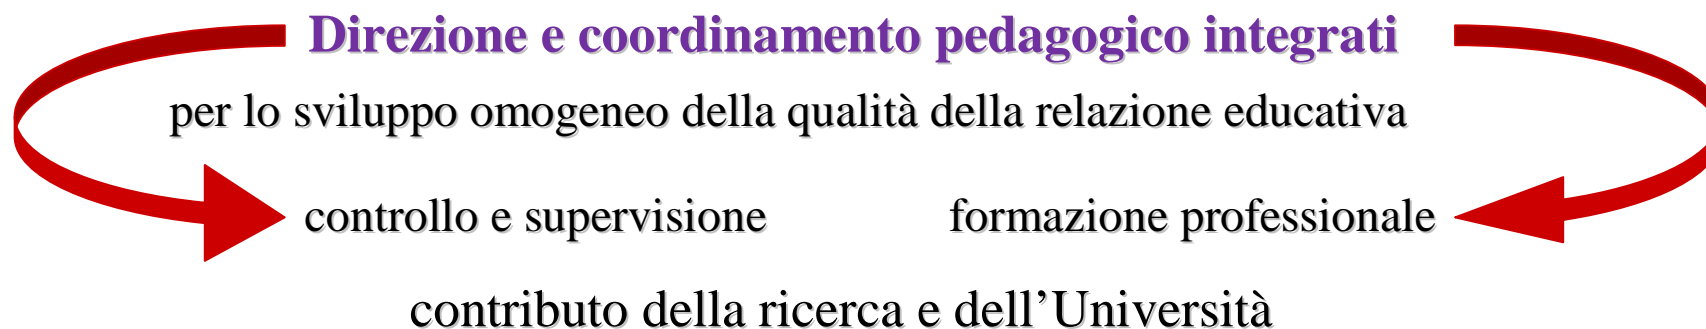 Direzione e coordinamento pedagogico integrati
per lo sviluppo omogeneo della qualità della relazione educativa
controllo e supervisione formazione professionale
contributo della ricerca e dell’Università